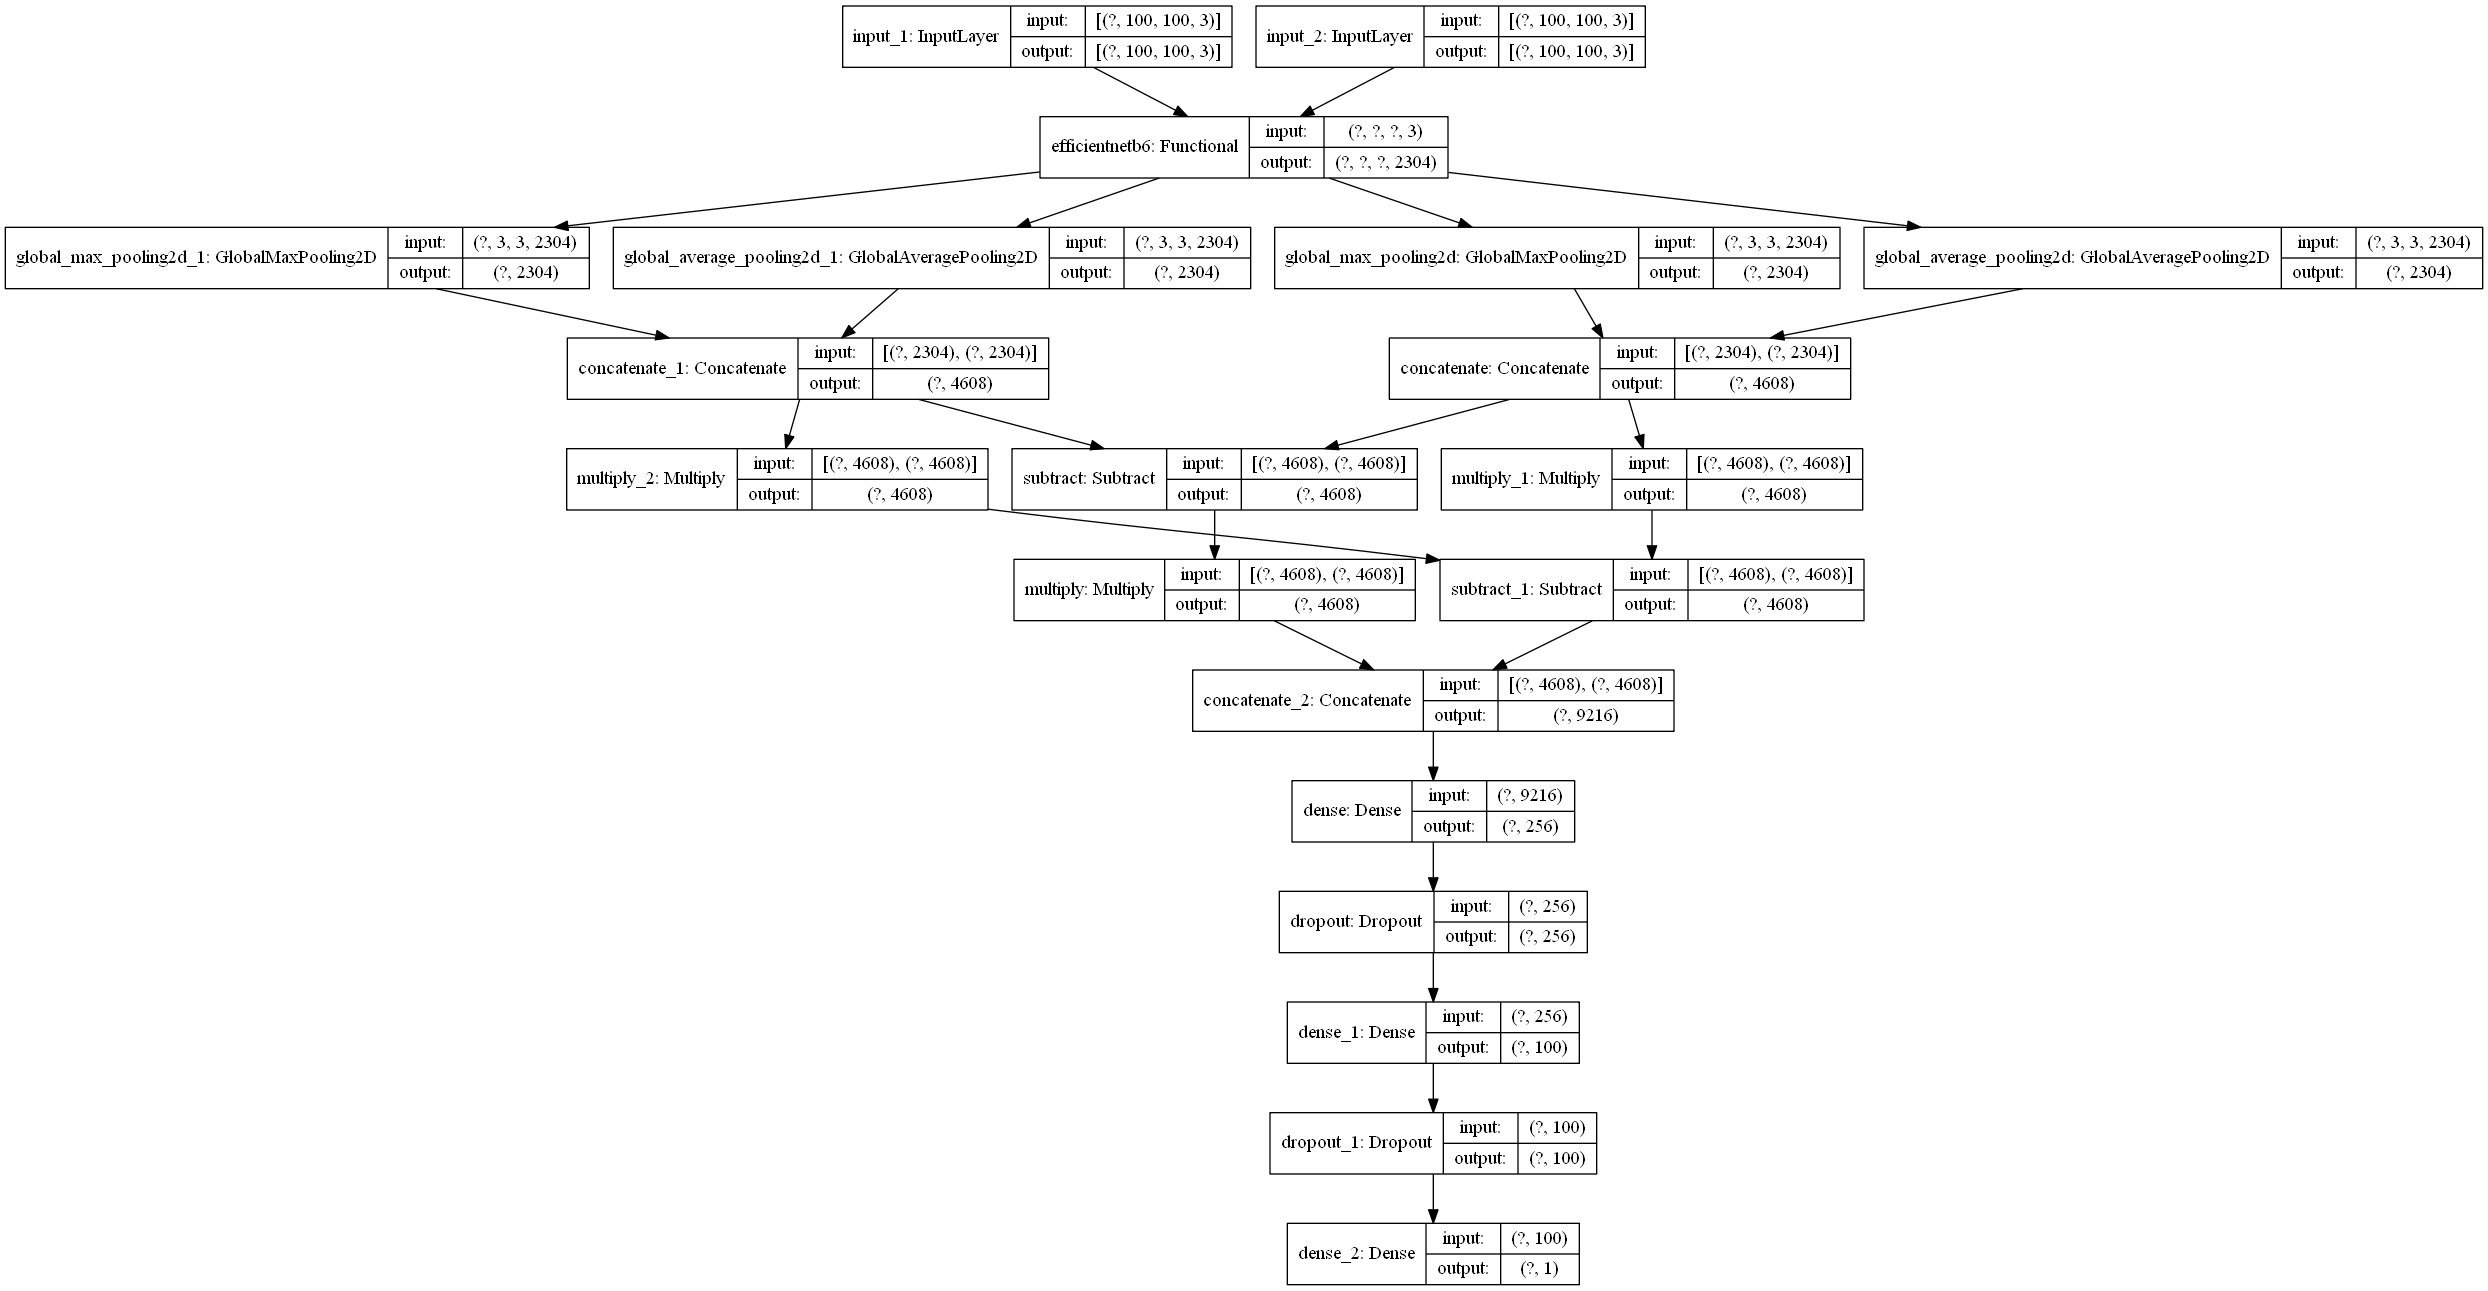 input_1: InputLayer
input: [(?, 100, 100, 3)]
output: [(?, 100, 100, 3)]
input_2: InputLayer
input: [(?, 100, 100, 3)]
output: [(?, 100, 100, 3)]
efficientnetb6: Functional
input: (?, ?, ?, 3)
output: (?, ?, ?, 2304)
global_max_pooling2d_1: GlobalMaxPooling2D
input: (?, 3, 3, 2304)
output: (?, 2304)
global_average_pooling2d_1: GlobalAveragePooling2D
input: (?, 3, 3, 2304)
output: (?, 2304)
global_max_pooling2d: GlobalMaxPooling2D
input: (?, 3, 3, 2304)
output: (?, 2304)
global_average_pooling2d: GlobalAveragePooling2D
input: (?, 3, 3, 2304)
output: (?, 2304)
concatenate_1: Concatenate
input: [(?, 2304), (?, 2304)]
output: (?, 4608)
concatenate: Concatenate
input: [(?, 2304), (?, 2304)]
output: (?, 4608)
multiply_2: Multiply
input: [(?, 4608), (?, 4608)]
output: (?, 4608)
subtract: Subtract
input: [(?, 4608), (?, 4608)]
output: (?, 4608)
multiply_1: Multiply
input: [(?, 4608), (?, 4608)]
output: (?, 4608)
multiply: Multiply
input: [(?, 4608), (?, 4608)]
output: (?, 4608)
subtract_1: Subtract
input: [(?, 4608), (?, 4608)]
output: (?, 4608)
concatenate_2: Concatenate
input: [(?, 4608), (?, 4608)]
output: (?, 9216)
dense: Dense
input: (?, 9216)
output: (?, 256)
dropout: Dropout
input: (?, 256)
output: (?, 256)
dense_1: Dense
input: (?, 256)
output: (?, 100)
dropout_1: Dropout
input: (?, 100)
output: (?, 100)
dense_2: Dense
input: (?, 100)
output: (?, 1)